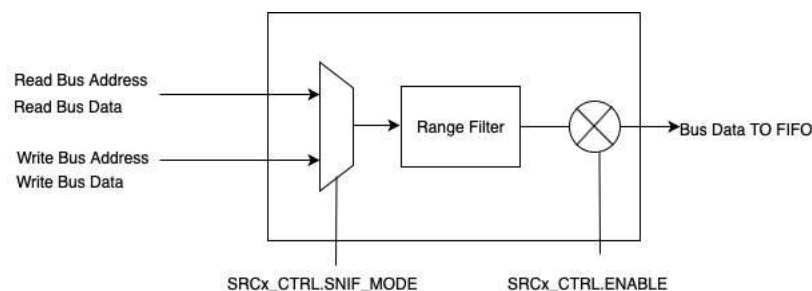 Read Bus Address
Read Bus Data
Write Bus Address
Write Bus Data
Range Filter
Bus Data TO FIFO
SRCx_CTRL.SNIF_MODE
SRCx_CTRL.ENABLE